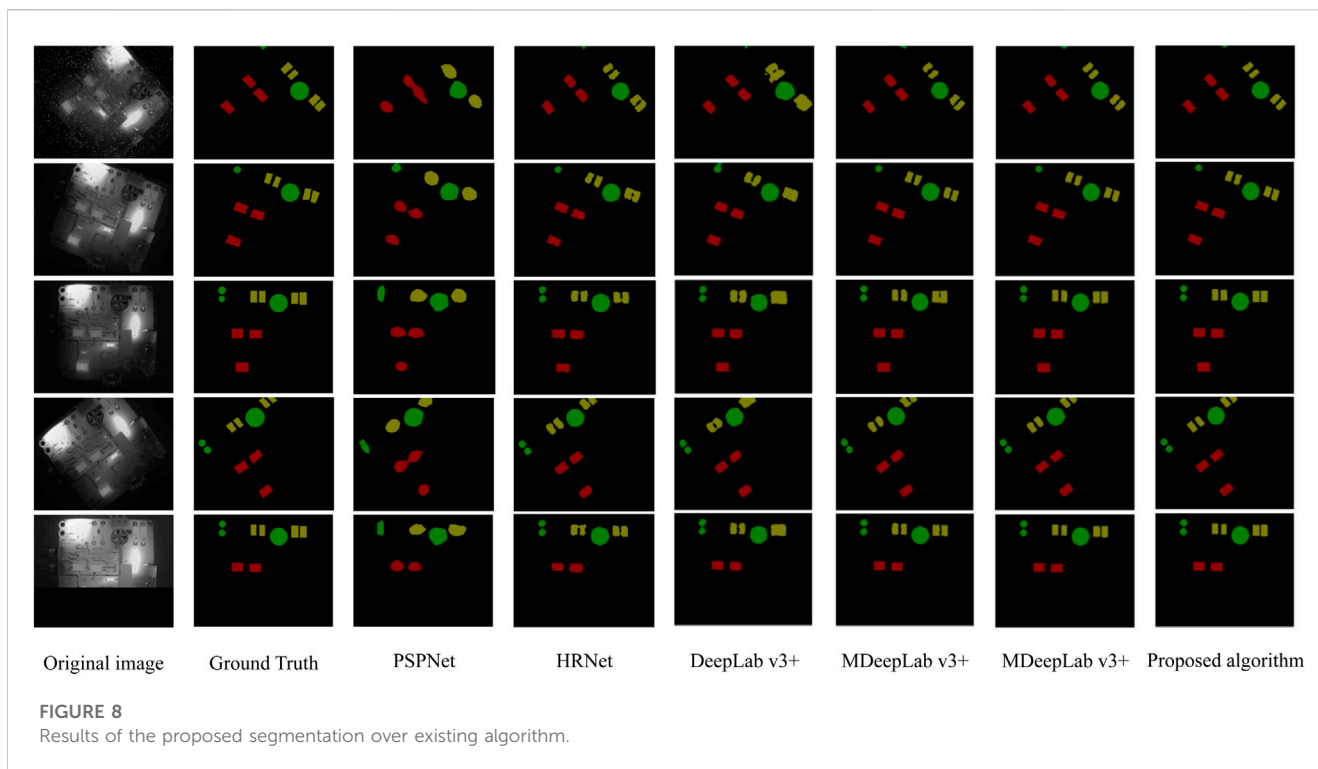 Original image Ground Truth PSPNet HRNet DeepLab v3+ MDeepLab v3+ MDeepLab v3+ Proposed algorithm
FIGURE 8
Results of the proposed segmentation over existing algorithm.